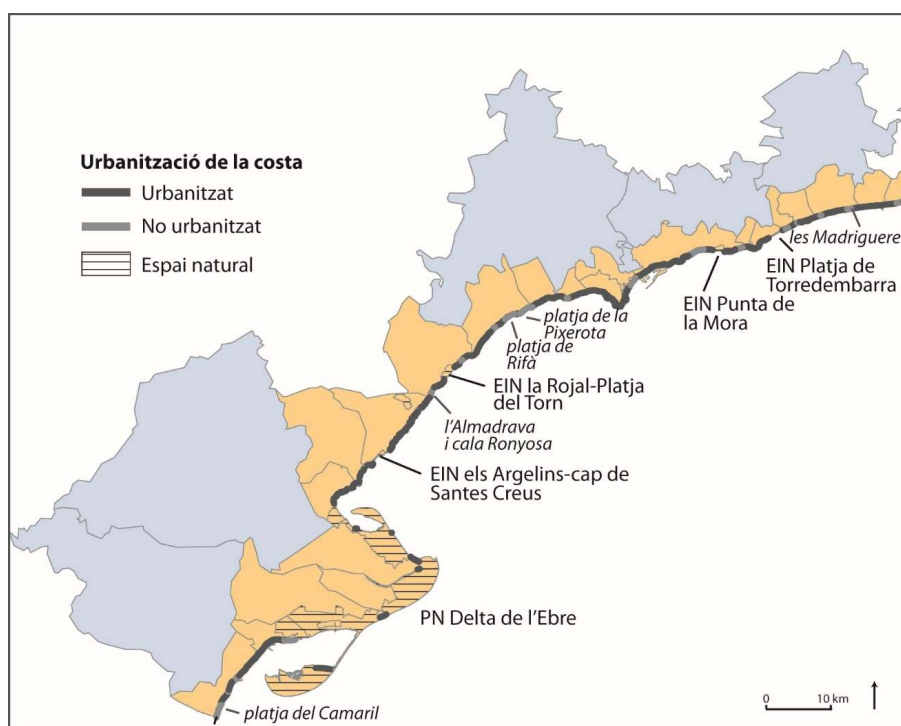 Urbanització de la costa
Urbanitzat
No urbanitzat
Espai natural
les Madrigueres
EIN Platja de
Torredembarra
EIN Punta de
la Mora
platja de la
Pixerota
platja de
Rifà
EIN la Rojal-Platja
del Torn
l'Almadrava
i cala Ronyosa
EIN els Argelins-cap de
Santes Creus
PN Delta de l'Ebre
platja del Camaril
0 10 km